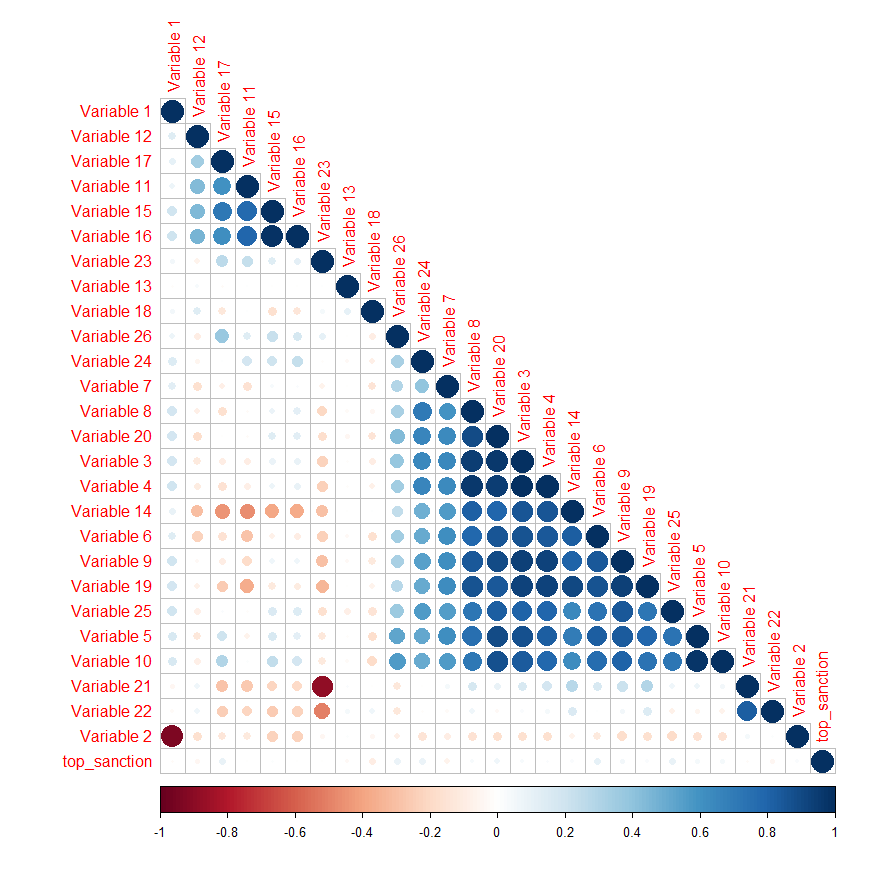 Variable 1
Variable 12
Variable 17
Variable 11
Variable 15
Variable 16
Variable 23
Variable 13
Variable 18
Variable 26
Variable 24
Variable 7
Variable 8
Variable 20
Variable 3
Variable 4
Variable 14
Variable 6
Variable 9
Variable 19
Variable 25
Variable 5
Variable 10
Variable 21
Variable 22
Variable 2
top_sanction
Variable 1
Variable 12
Variable 17
Variable 11
Variable 15
Variable 16
Variable 23
Variable 13
Variable 18
Variable 26
Variable 24
Variable 7
Variable 8
Variable 20
Variable 3
Variable 4
Variable 14
Variable 6
Variable 9
Variable 19
Variable 25
Variable 5
Variable 10
Variable 21
Variable 22
Variable 2
top_sanction
-1 -0.8 -0.6 -0.4 -0.2 0 0.2 0.4 0.6 0.8 1